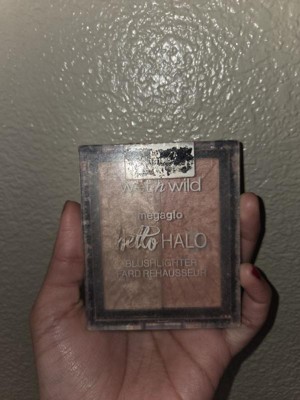 wet n wild
megaglo
hello HALO
BLUSHLIGHTER
FARD REHAUSSEUR